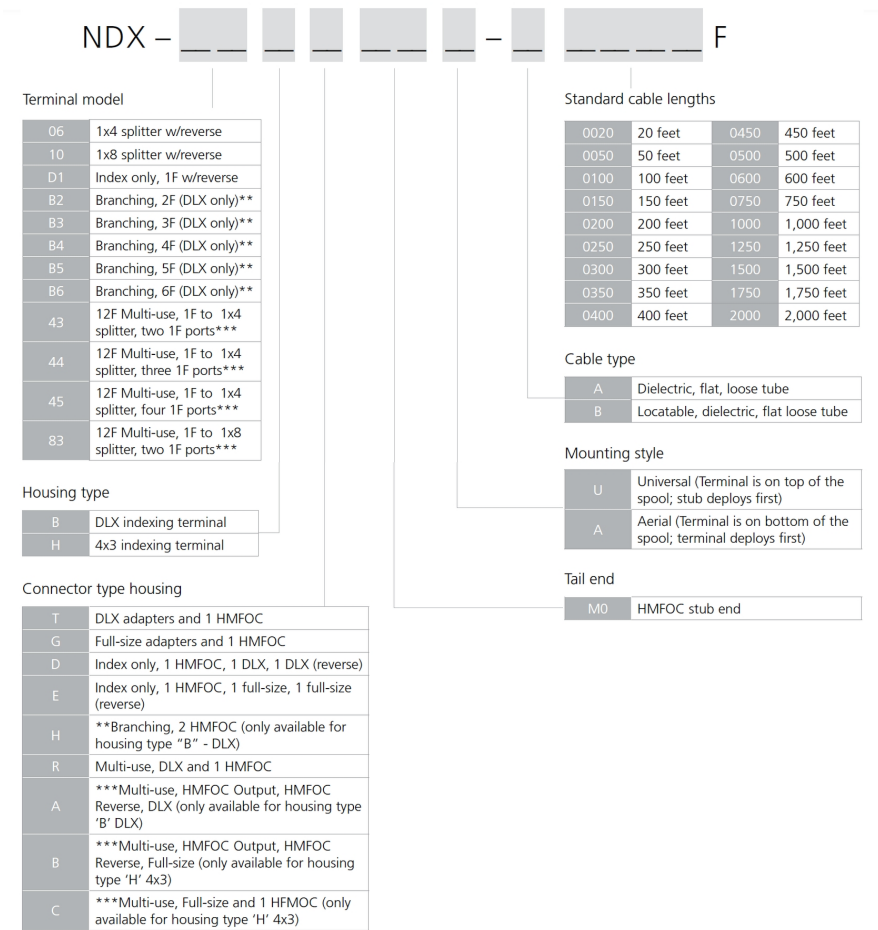 NDX – __ __ __ __ __ __ __ – __ __ __ __ __ F
Terminal model
06 1x4 splitter w/reverse
10 1x8 splitter w/reverse
D1 Index only, 1F w/reverse
B2 Branching, 2F (DLX only)**
B3 Branching, 3F (DLX only)**
B4 Branching, 4F (DLX only)**
B5 Branching, 5F (DLX only)**
B6 Branching, 6F (DLX only)**
43 12F Multi-use, 1F to 1x4
splitter, two 1F ports***
44 12F Multi-use, 1F to 1x4
splitter, three 1F ports***
45 12F Multi-use, 1F to 1x4
splitter, four 1F ports***
83 12F Multi-use, 1F to 1x8
splitter, two 1F ports***
Housing type
B DLX indexing terminal
H 4x3 indexing terminal
Connector type housing
T DLX adapters and 1 HMFOC
G Full-size adapters and 1 HMFOC
D Index only, 1 HMFOC, 1 DLX, 1 DLX (reverse)
E Index only, 1 HMFOC, 1 full-size, 1 full-size
(reverse)
H **Branching, 2 HMFOC (only available for
housing type “B” - DLX)
R Multi-use, DLX and 1 HMFOC
A ***Multi-use, HMFOC Output, HMFOC
Reverse, DLX (only available for housing type
‘B’ DLX)
B ***Multi-use, HMFOC Output, HMFOC
Reverse, Full-size (only available for housing
type ‘H’ 4x3)
C ***Multi-use, Full-size and 1 HFMOC (only
available for housing type ‘H’ 4x3)
Standard cable lengths
0020 20 feet 0450 450 feet
0050 50 feet 0500 500 feet
0100 100 feet 0600 600 feet
0150 150 feet 0750 750 feet
0200 200 feet 1000 1,000 feet
0250 250 feet 1250 1,250 feet
0300 300 feet 1500 1,500 feet
0350 350 feet 1750 1,750 feet
0400 400 feet 2000 2,000 feet
Cable type
A Dielectric, flat, loose tube
B Locatable, dielectric, flat loose tube
Mounting style
U Universal (Terminal is on top of the
spool; stub deploys first)
A Aerial (Terminal is on bottom of the
spool; terminal deploys first)
Tail end
M0 HMFOC stub end